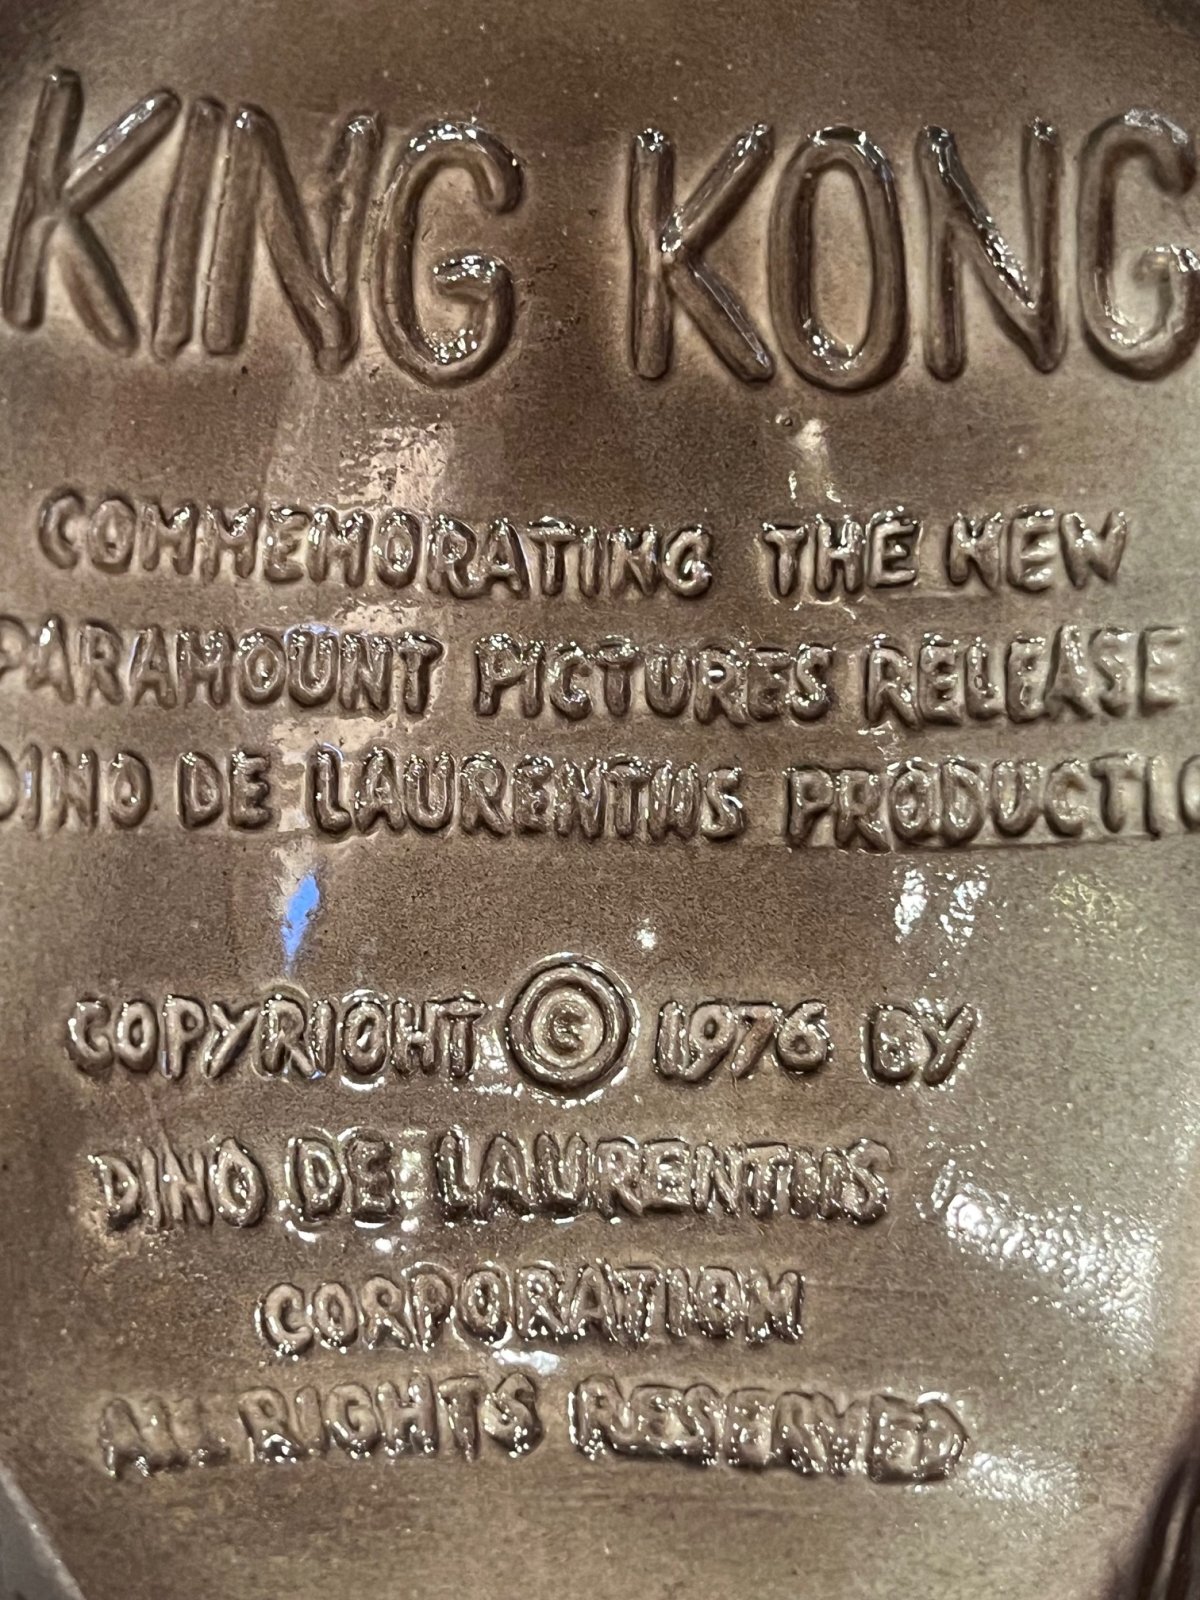 KING KONG
COMMEMORATING THE NEW
PARAMOUNT PICTURES RELEASE
DINO DE LAURENTIIS PRODUCTIO
COPYRIGHT © 1976 BY
DINO DE LAURENTIIS
CORPORATION
ALL RIGHTS RESERVED